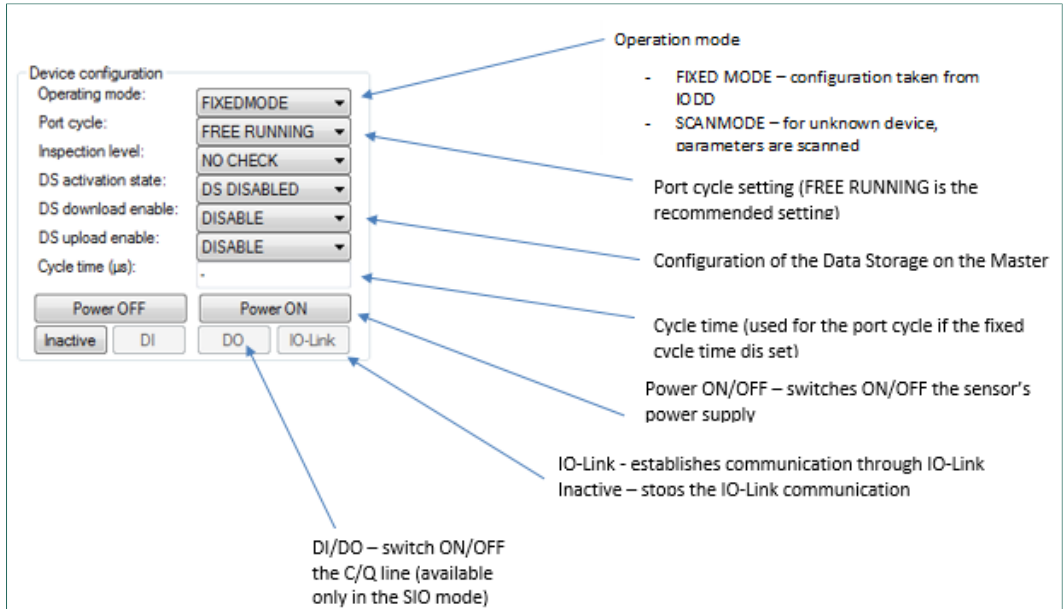 Device configuration
Operating mode: FIXEDMODE
Port cycle: FREE RUNNING
Inspection level: NO CHECK
DS activation state: DS DISABLED
DS download enable: DISABLE
DS upload enable: DISABLE
Cycle time (µs): -
Power OFF Power ON
Inactive DI DO IO-Link
Operation mode
- FIXED MODE – configuration taken from
IODD
- SCANMODE – for unknown device,
parameters are scanned
Port cycle setting (FREE RUNNING is the
recommended setting)
Configuration of the Data Storage on the Master
Cycle time (used for the port cycle if the fixed
cycle time dis set)
Power ON/OFF – switches ON/OFF the sensor's
power supply
IO-Link - establishes communication through IO-Link
Inactive – stops the IO-Link communication
DI/DO – switch ON/OFF
the C/Q line (available
only in the SIO mode)